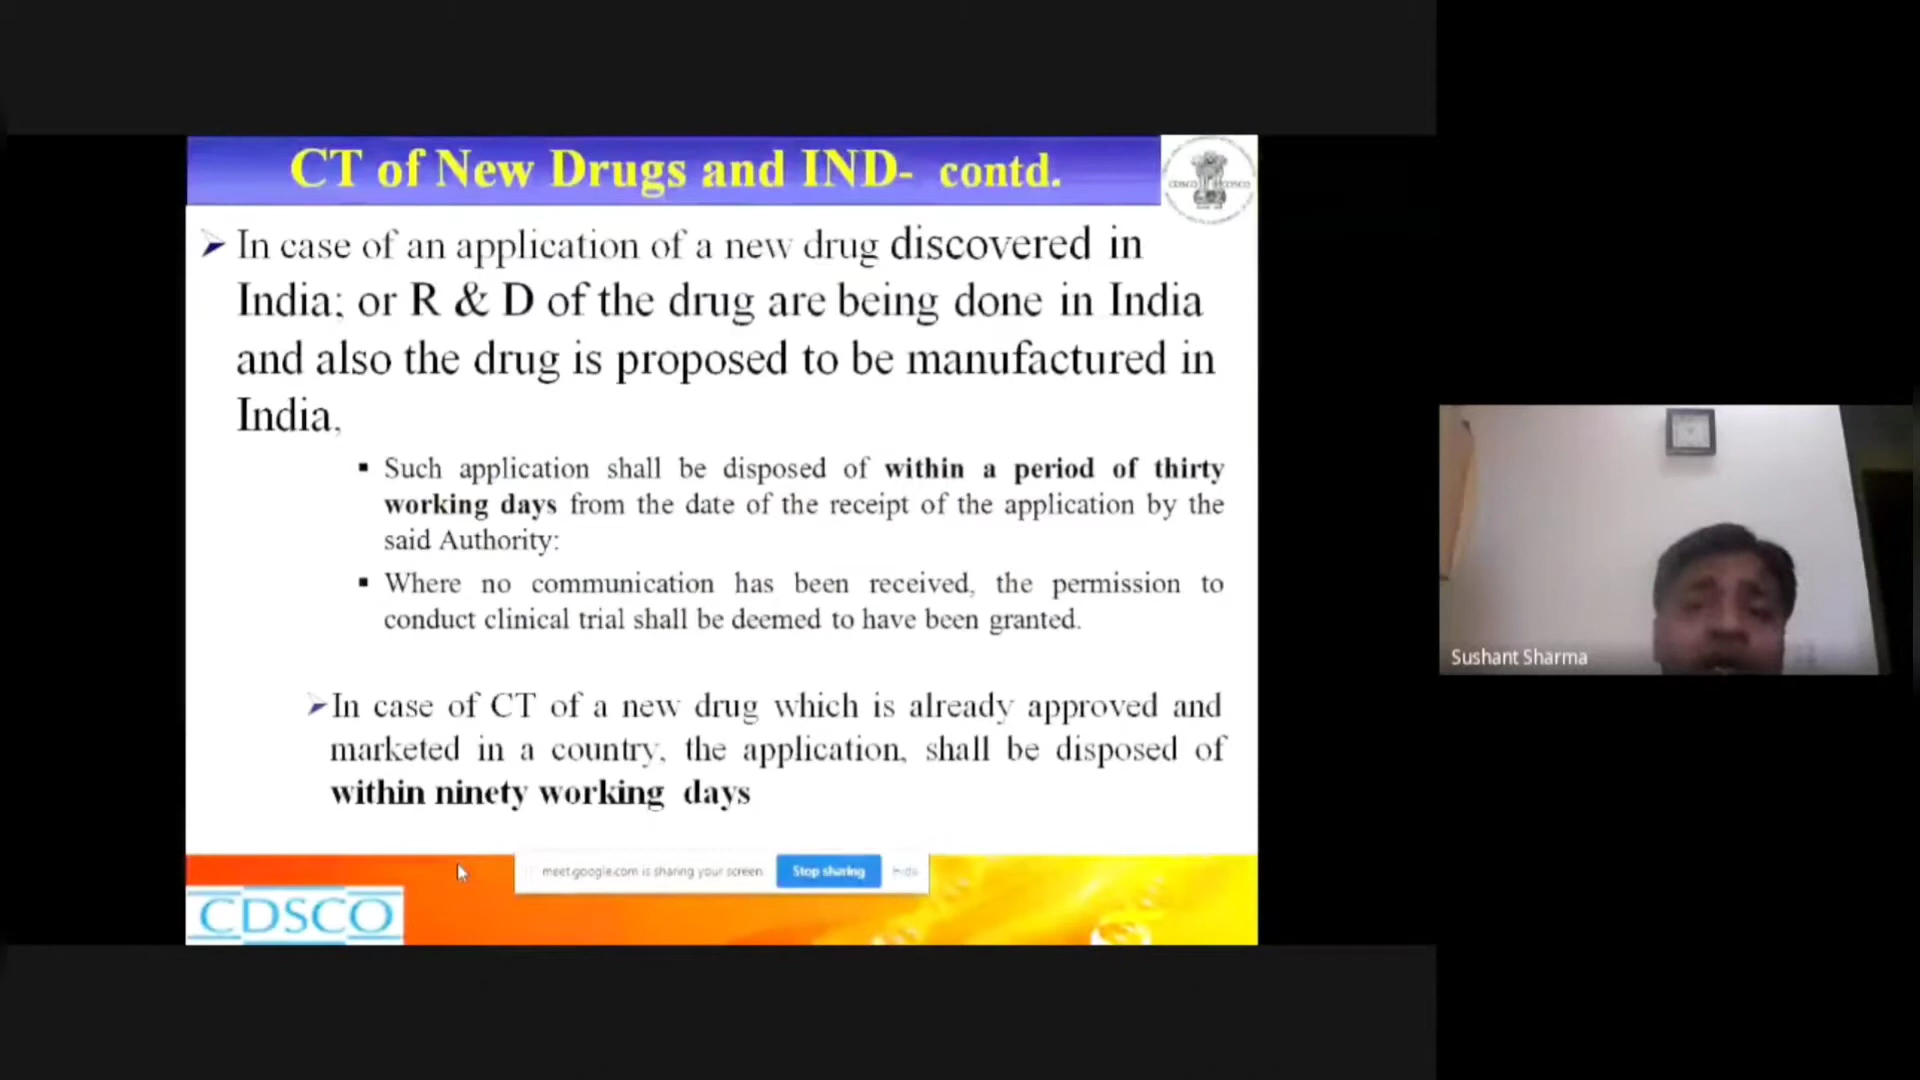 CT of New Drugs and IND- contd.
CDSCO CDSCO
➢ In case of an application of a new drug discovered in
India; or R & D of the drug are being done in India
and also the drug is proposed to be manufactured in
India,
▪ Such application shall be disposed of within a period of thirty
working days from the date of the receipt of the application by the
said Authority:
▪ Where no communication has been received, the permission to
conduct clinical trial shall be deemed to have been granted.
➢In case of CT of a new drug which is already approved and
marketed in a country, the application, shall be disposed of
within ninety working days
meet.google.com is sharing your screen
Stop sharing
Hide
CDSCO
Sushant Sharma